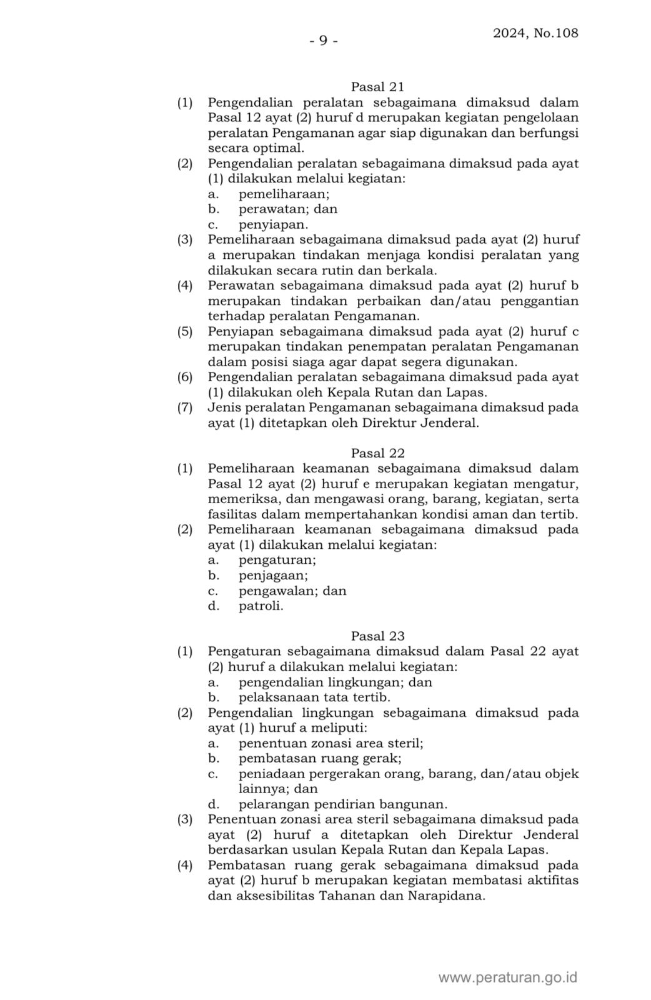 2024, No.108
- 9 -
Pasal 21
(1) Pengendalian peralatan sebagaimana dimaksud dalam
Pasal 12 ayat (2) huruf d merupakan kegiatan pengelolaan
peralatan Pengamanan agar siap digunakan dan berfungsi
secara optimal.
(2) Pengendalian peralatan sebagaimana dimaksud pada ayat
(1) dilakukan melalui kegiatan:
a. pemeliharaan;
b. perawatan; dan
c. penyiapan.
(3) Pemeliharaan sebagaimana dimaksud pada ayat (2) huruf
a merupakan tindakan menjaga kondisi peralatan yang
dilakukan secara rutin dan berkala.
(4) Perawatan sebagaimana dimaksud pada ayat (2) huruf b
merupakan tindakan perbaikan dan/atau penggantian
terhadap peralatan Pengamanan.
(5) Penyiapan sebagaimana dimaksud pada ayat (2) huruf c
merupakan tindakan penempatan peralatan Pengamanan
dalam posisi siaga agar dapat segera digunakan.
(6) Pengendalian peralatan sebagaimana dimaksud pada ayat
(1) dilakukan oleh Kepala Rutan dan Lapas.
(7) Jenis peralatan Pengamanan sebagaimana dimaksud pada
ayat (1) ditetapkan oleh Direktur Jenderal.
Pasal 22
(1) Pemeliharaan keamanan sebagaimana dimaksud dalam
Pasal 12 ayat (2) huruf e merupakan kegiatan mengatur,
memeriksa, dan mengawasi orang, barang, kegiatan, serta
fasilitas dalam mempertahankan kondisi aman dan tertib.
(2) Pemeliharaan keamanan sebagaimana dimaksud pada
ayat (1) dilakukan melalui kegiatan:
a. pengaturan;
b. penjagaan;
c. pengawalan; dan
d. patroli.
Pasal 23
(1) Pengaturan sebagaimana dimaksud dalam Pasal 22 ayat
(2) huruf a dilakukan melalui kegiatan:
a. pengendalian lingkungan; dan
b. pelaksanaan tata tertib.
(2) Pengendalian lingkungan sebagaimana dimaksud pada
ayat (1) huruf a meliputi:
a. penentuan zonasi area steril;
b. pembatasan ruang gerak;
c. peniadaan pergerakan orang, barang, dan/atau objek
lainnya; dan
d. pelarangan pendirian bangunan.
(3) Penentuan zonasi area steril sebagaimana dimaksud pada
ayat (2) huruf a ditetapkan oleh Direktur Jenderal
berdasarkan usulan Kepala Rutan dan Kepala Lapas.
(4) Pembatasan ruang gerak sebagaimana dimaksud pada
ayat (2) huruf b merupakan kegiatan membatasi aktifitas
dan aksesibilitas Tahanan dan Narapidana.
www.peraturan.go.id